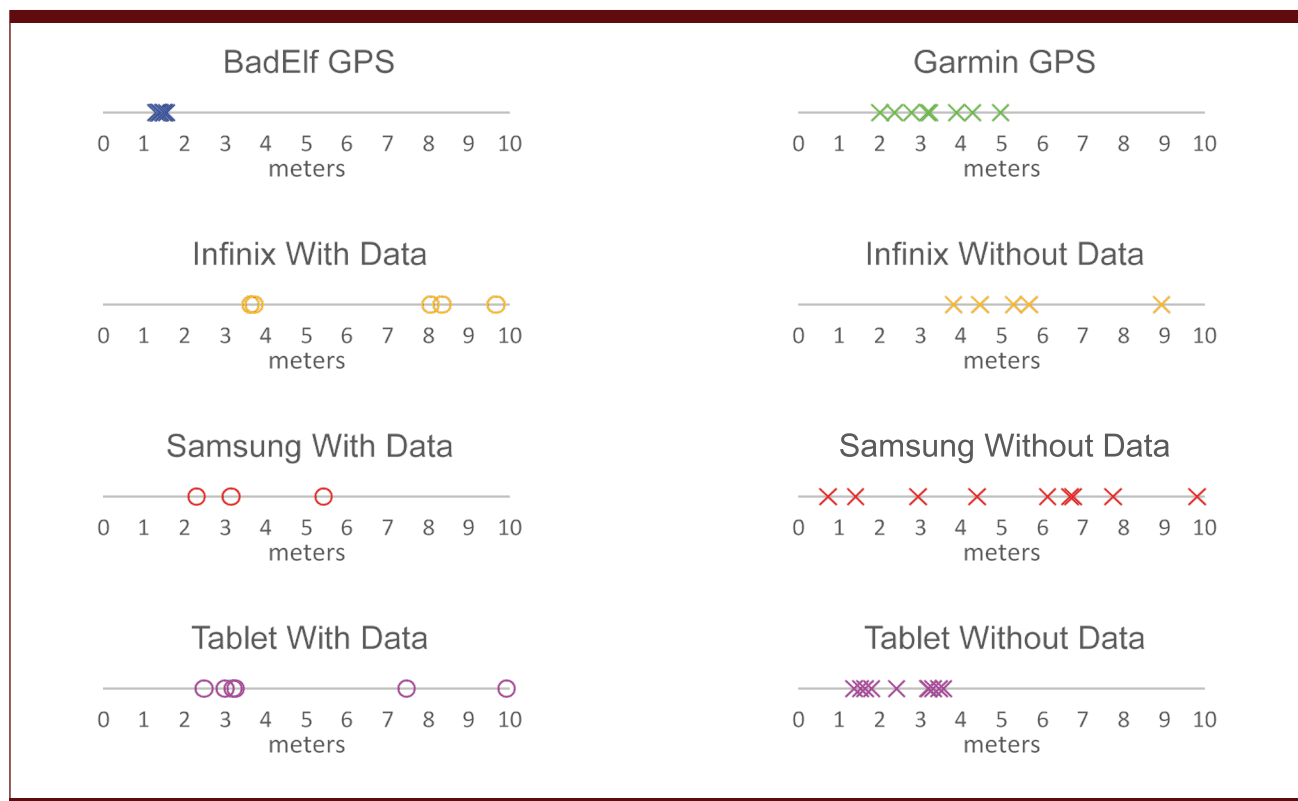 BadElf GPS
0 1 2 3 4 5 6 7 8 9 10
meters
Garmin GPS
0 1 2 3 4 5 6 7 8 9 10
meters
Infinix With Data
0 1 2 3 4 5 6 7 8 9 10
meters
Infinix Without Data
0 1 2 3 4 5 6 7 8 9 10
meters
Samsung With Data
0 1 2 3 4 5 6 7 8 9 10
meters
Samsung Without Data
0 1 2 3 4 5 6 7 8 9 10
meters
Tablet With Data
0 1 2 3 4 5 6 7 8 9 10
meters
Tablet Without Data
0 1 2 3 4 5 6 7 8 9 10
meters